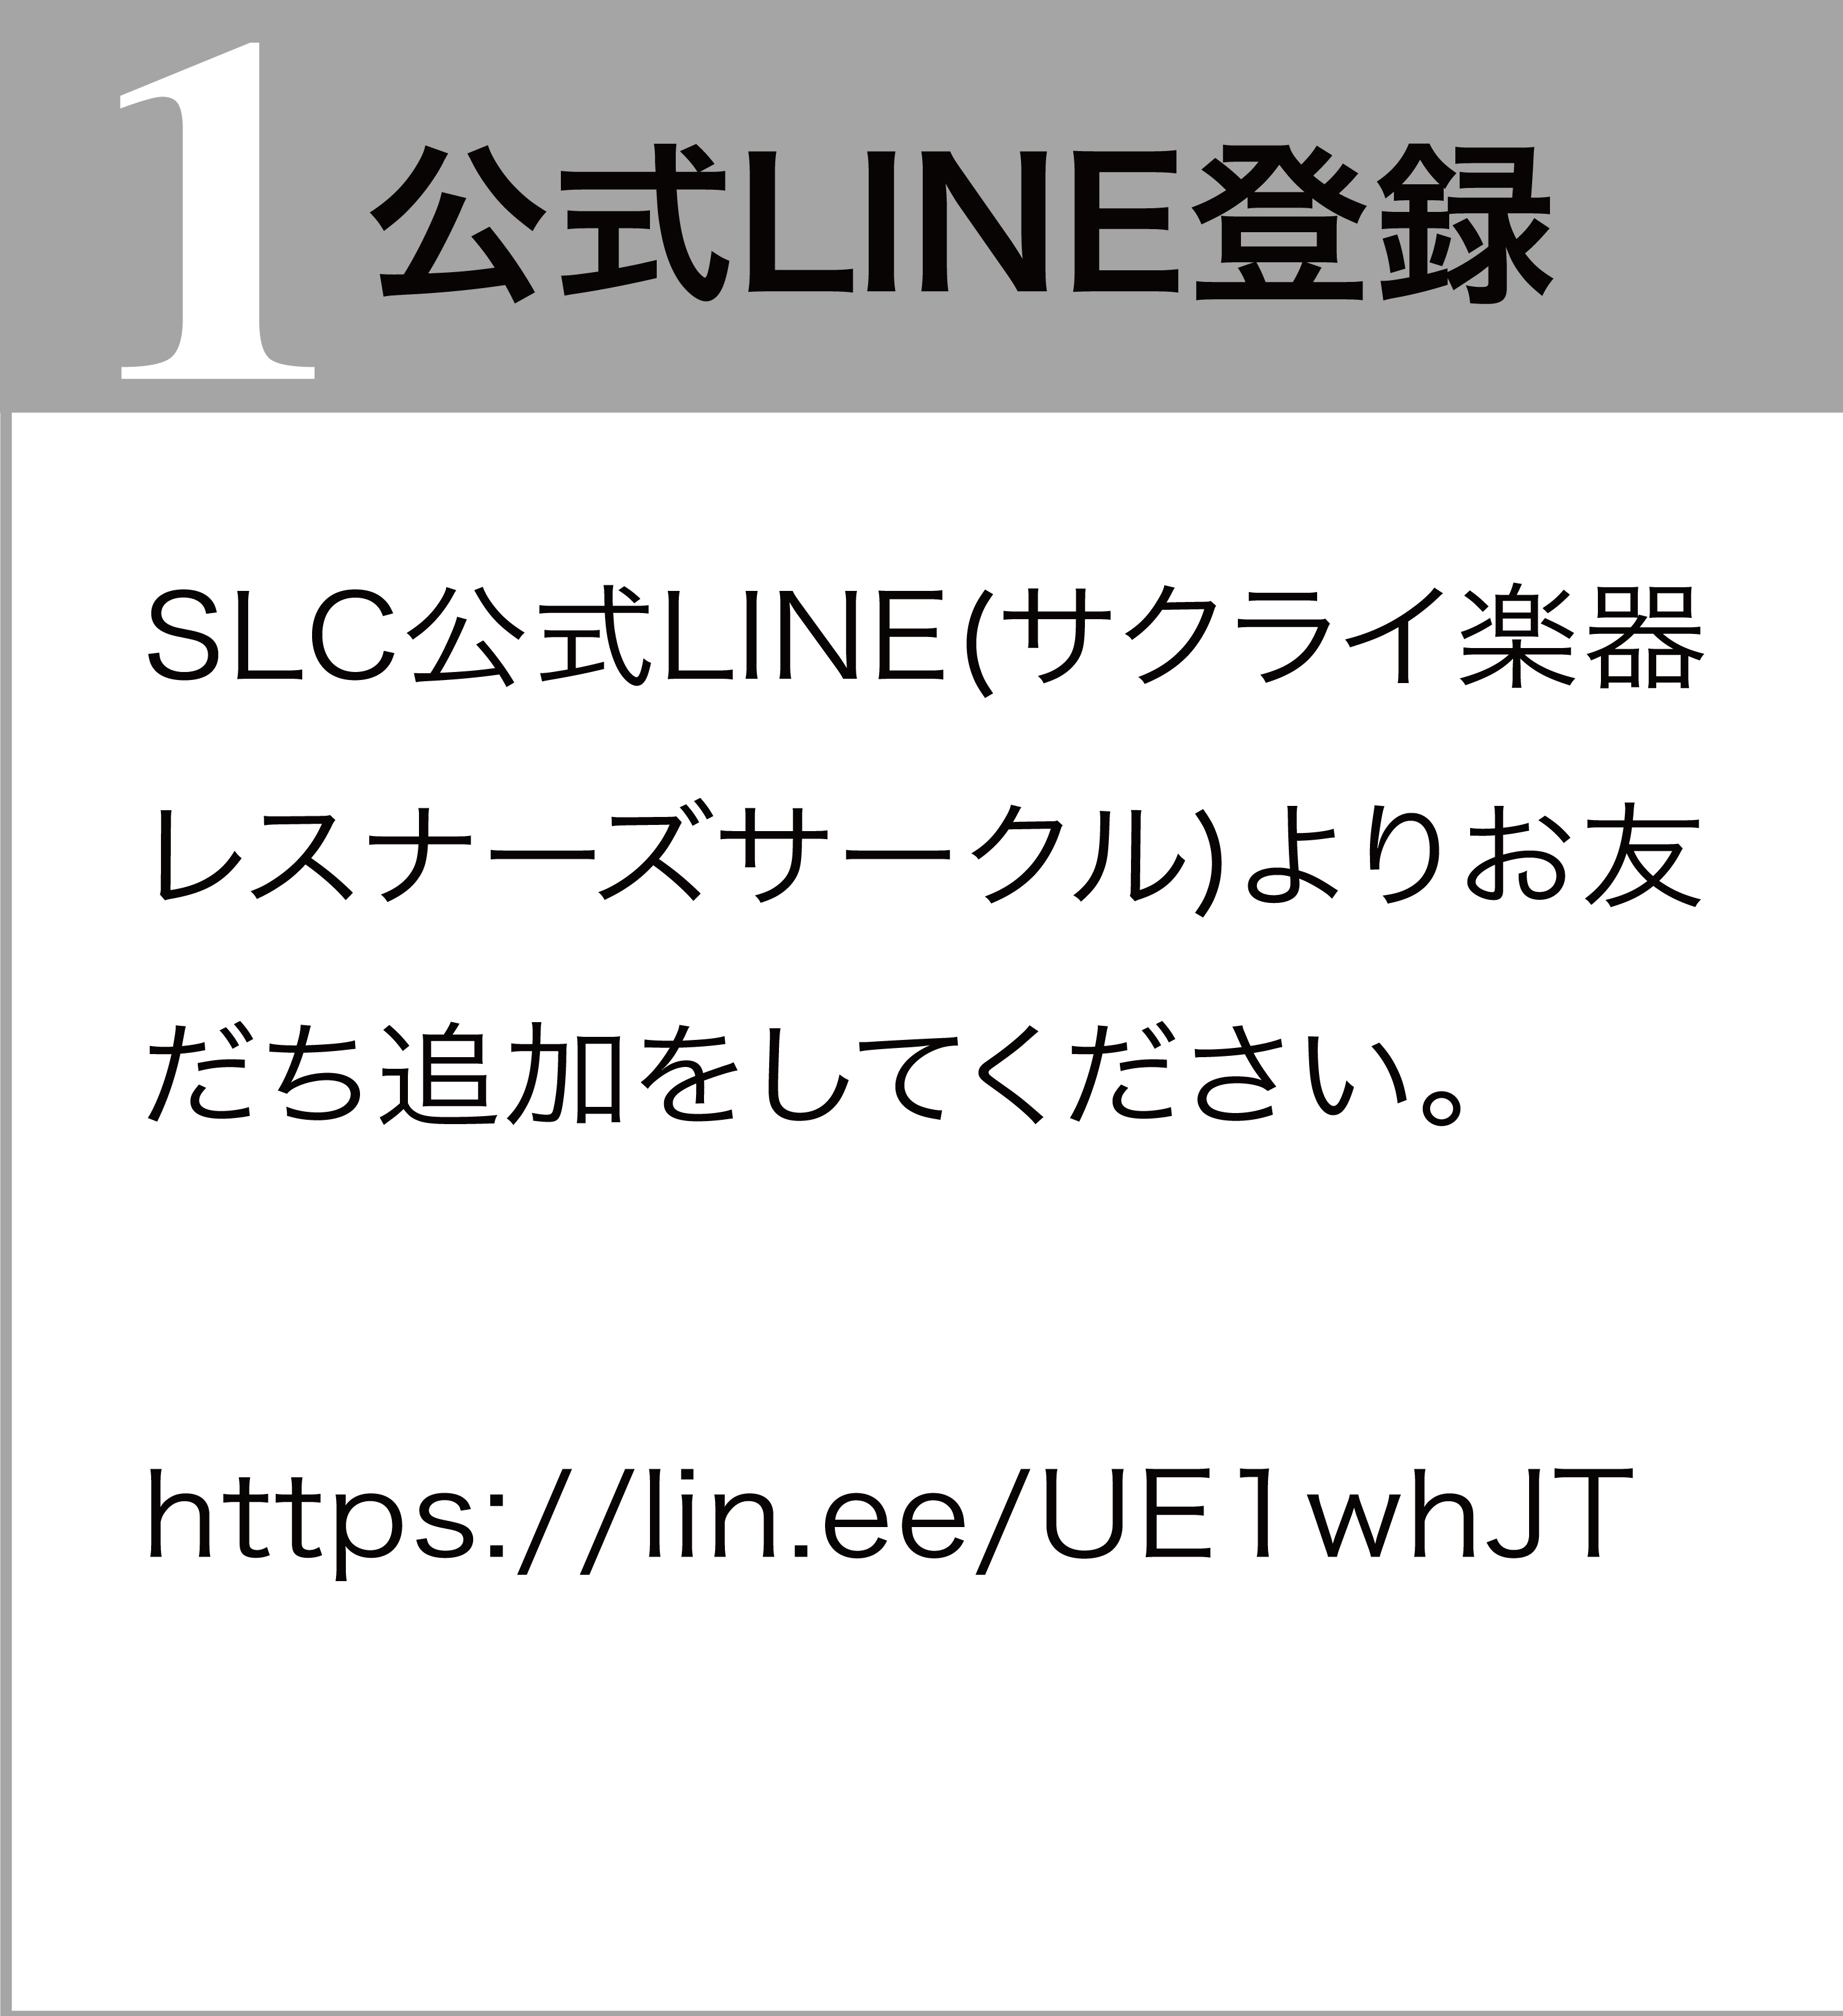 1
公式LINE登録
SLC公式LINE(サクライ楽器
レスナーズサークル)よりお友
だち追加をしてください。
https://lin.ee/UE1whJT